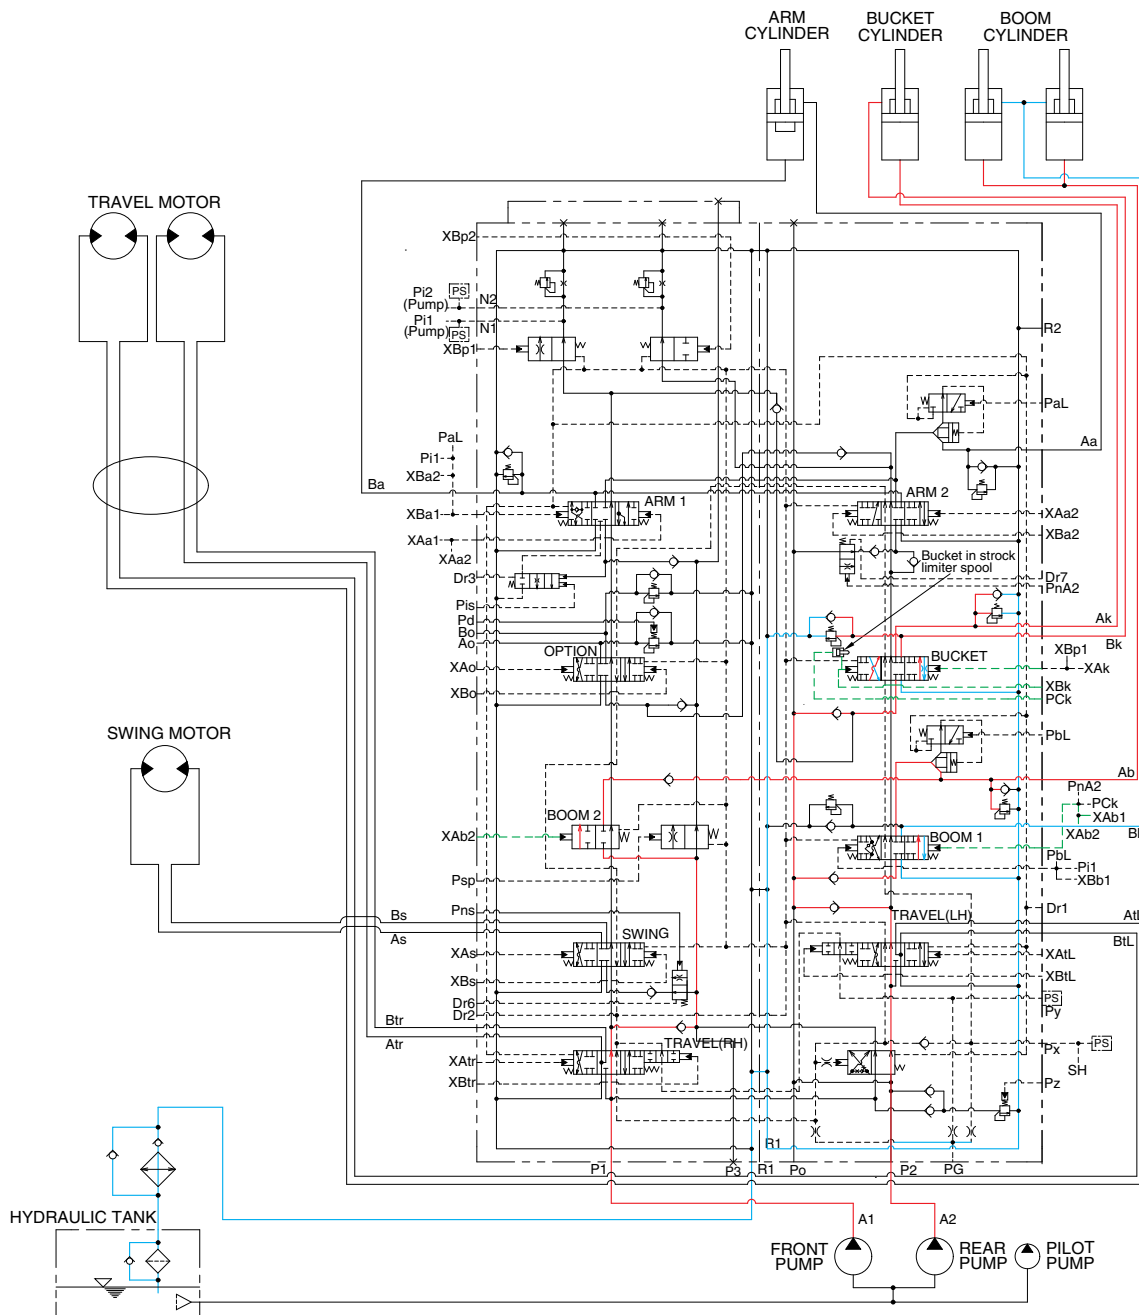 ARM
CYLINDER
BUCKET
CYLINDER
BOOM
CYLINDER
TRAVEL MOTOR
XBp2
Pi2
(Pump)
PS
N2
Pi1
(Pump)
PS
N1
XBp1
R2
PaL
Aa
PaL
Pi1
XBa2
Ba
XBa1
ARM 1
ARM 2
XAa2
XAa1
XBa2
XAa2
Bucket in strock
limiter spool
Dr3
Dr7
Pis
PnA2
Pd
Bo
Ao
Ak
Bk
OPTION
BUCKET
XBp1
XAo
XAk
XBo
XBk
PCk
SWING MOTOR
PbL
Ab
PnA2
PCk
XAb1
XAb2
BOOM 2
XAb2
BOOM 1
PbL
Pi1
XBb1
Psp
Pns
Dr1
Bs
As
TRAVEL(LH)
AtL
BtL
SWING
XAs
XAtL
XBs
XBtL
Dr6
Dr2
PS
Py
Btr
Atr
TRAVEL(RH)
Px
PS
SH
XAtr
XBtr
Pz
R1
P1
P3
R1
Po
P2
PG
HYDRAULIC TANK
A1
A2
FRONT
PUMP
REAR
PUMP
PILOT
PUMP